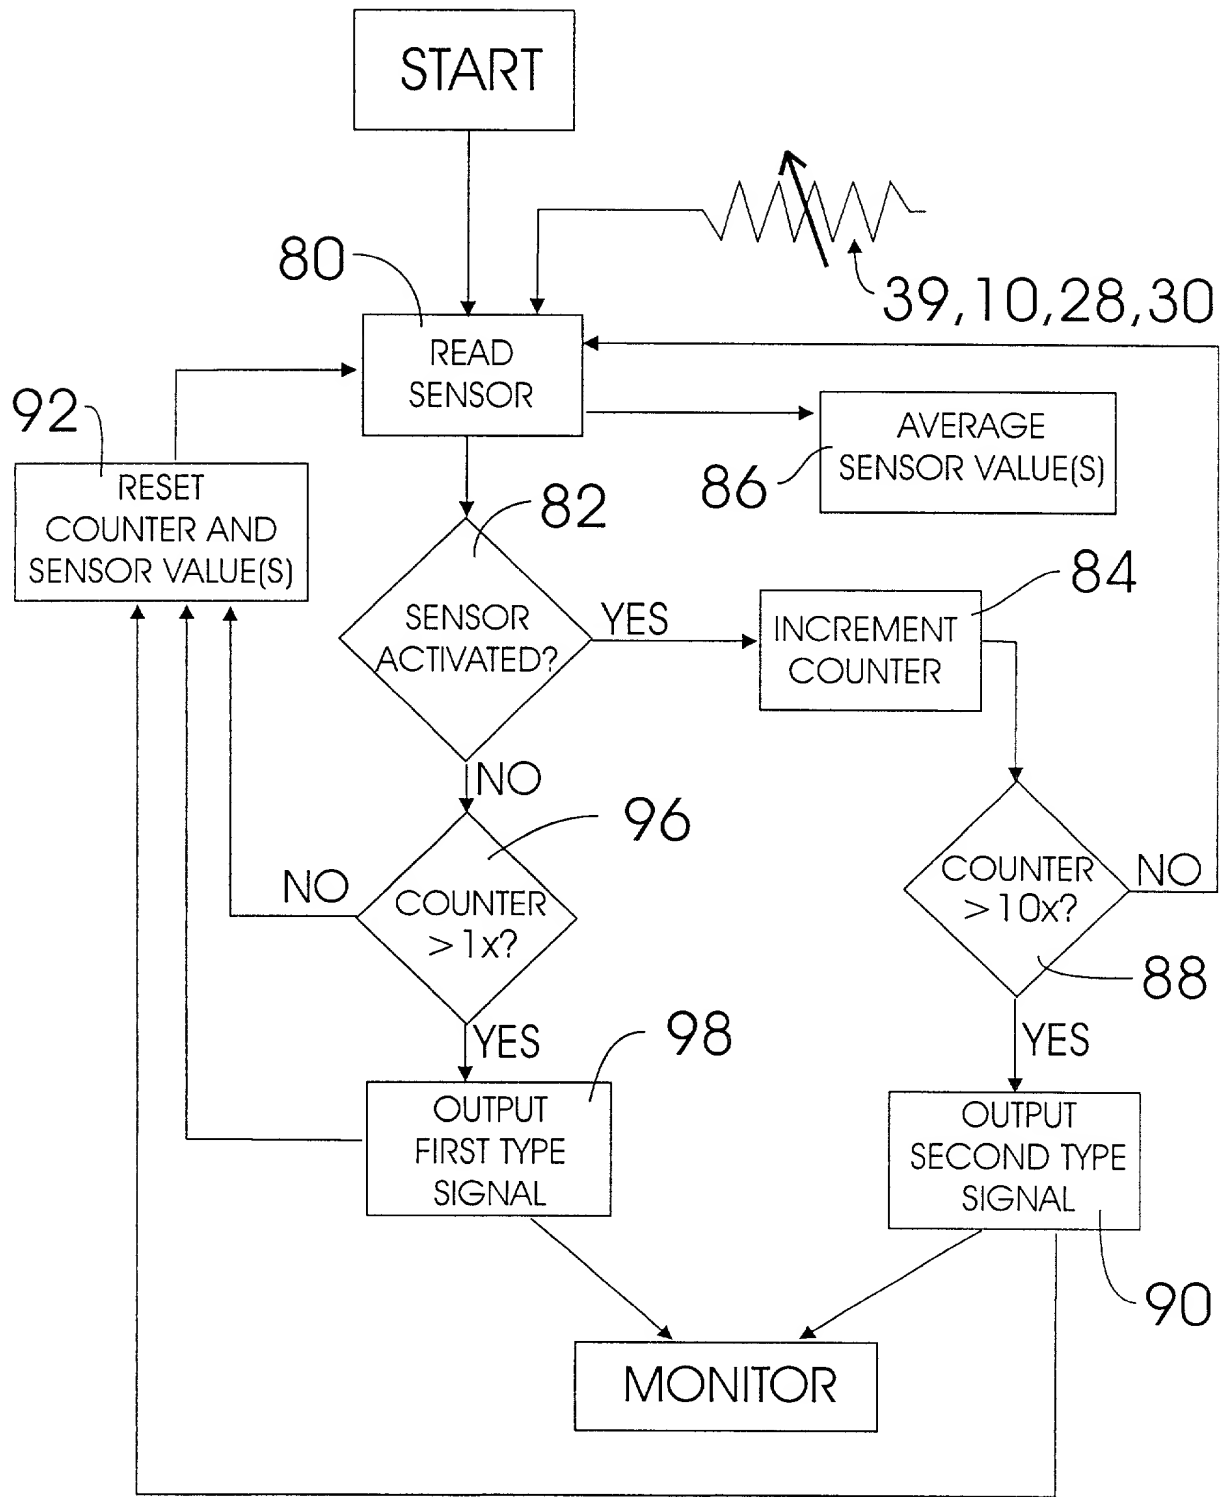 START
80
39,10,28,30
READ
SENSOR
92
AVERAGE
SENSOR VALUE(S)
86
RESET
COUNTER AND
SENSOR VALUE(S)
82
84
SENSOR
ACTIVATED?
YES
INCREMENT
COUNTER
NO
96
NO
COUNTER
>1x?
COUNTER
>10x?
NO
88
YES
98
YES
OUTPUT
FIRST TYPE
SIGNAL
OUTPUT
SECOND TYPE
SIGNAL
90
MONITOR